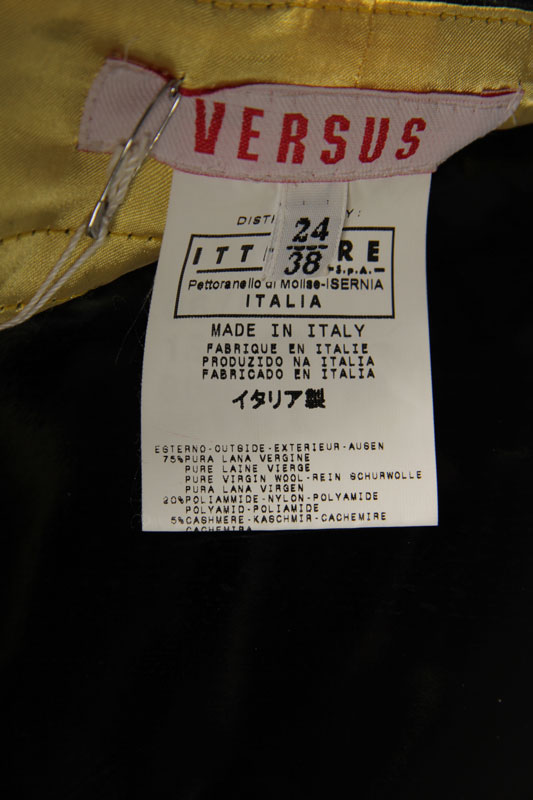 VERSUS
24
38
ITT RE
-S.p.A.-
Pettoranello di Molise-ISERNIA
ITALIA
MADE IN ITALY
FABRIQUE EN ITALIE
PRODUZIDO NA ITALIA
FABRICADO EN ITALIA
イタリア製
ESTERNO-OUTSIDE-EXTERIEUR-AUSEN
75%PURA LANA VERGINE
PURE LAINE VIERGE
PURE VIRGIN WOOL-REIN SCHURWOLLE
PURA LANA VIRGEN
20%POLIAMMIDE-NYLON-POLYAMIDE
POLYAMID-POLIAMIDE
5%CASHMERE-KASCHMIR-CACHEMIRE
CACHEMIRA